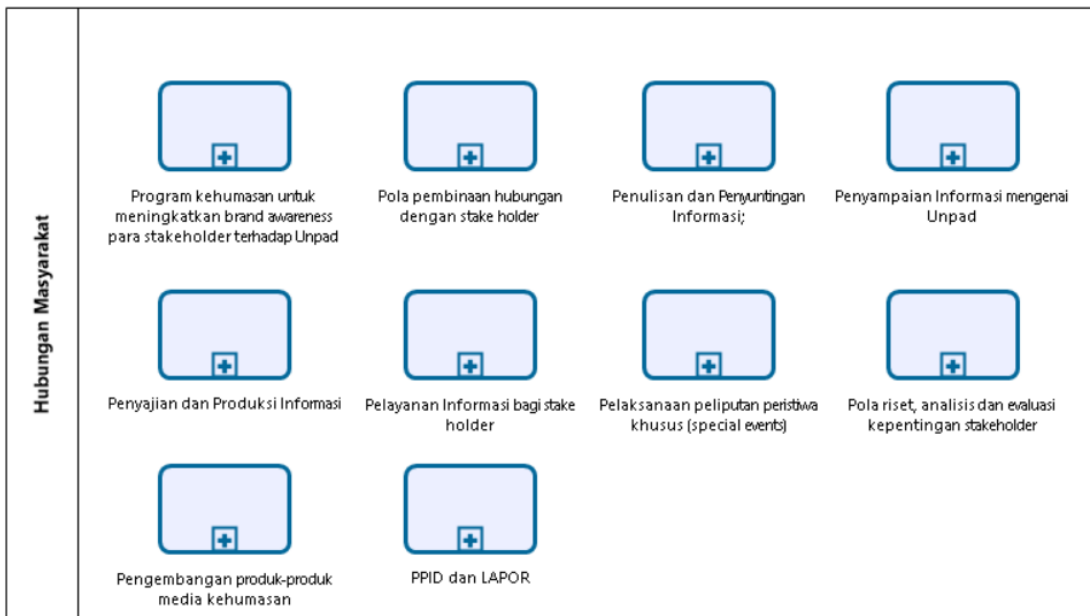 Hubungan Masyarakat
Program kehumasan untuk
meningkatkan brand awareness
para stakeholder terhadap Unpad
Pola pembinaan hubungan
dengan stake holder
Penulisan dan Penyuntingan
Informasi;
Penyampaian Informasi mengenai
Unpad
Penyajian dan Produksi Informasi
Pelayanan Informasi bagi stake
holder
Pelaksanaan peliputan peristiwa
khusus (special events)
Pola riset, analisis dan evaluasi
kepentingan stakeholder
Pengembangan produk-produk
media kehumasan
PPID dan LAPOR